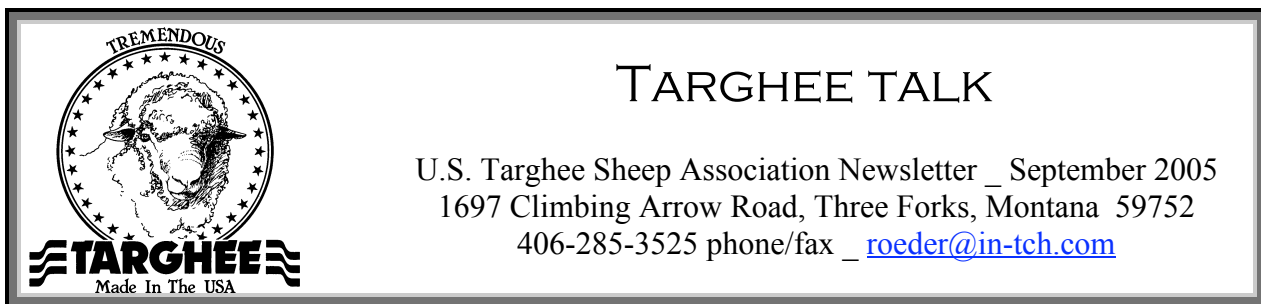 TREMENDOUS
TARGHEE
Made In The USA
TARGHEE TALK
U.S. Targhee Sheep Association Newsletter _ September 2005
1697 Climbing Arrow Road, Three Forks, Montana 59752
406-285-3525 phone/fax _ roeder@in-tch.com